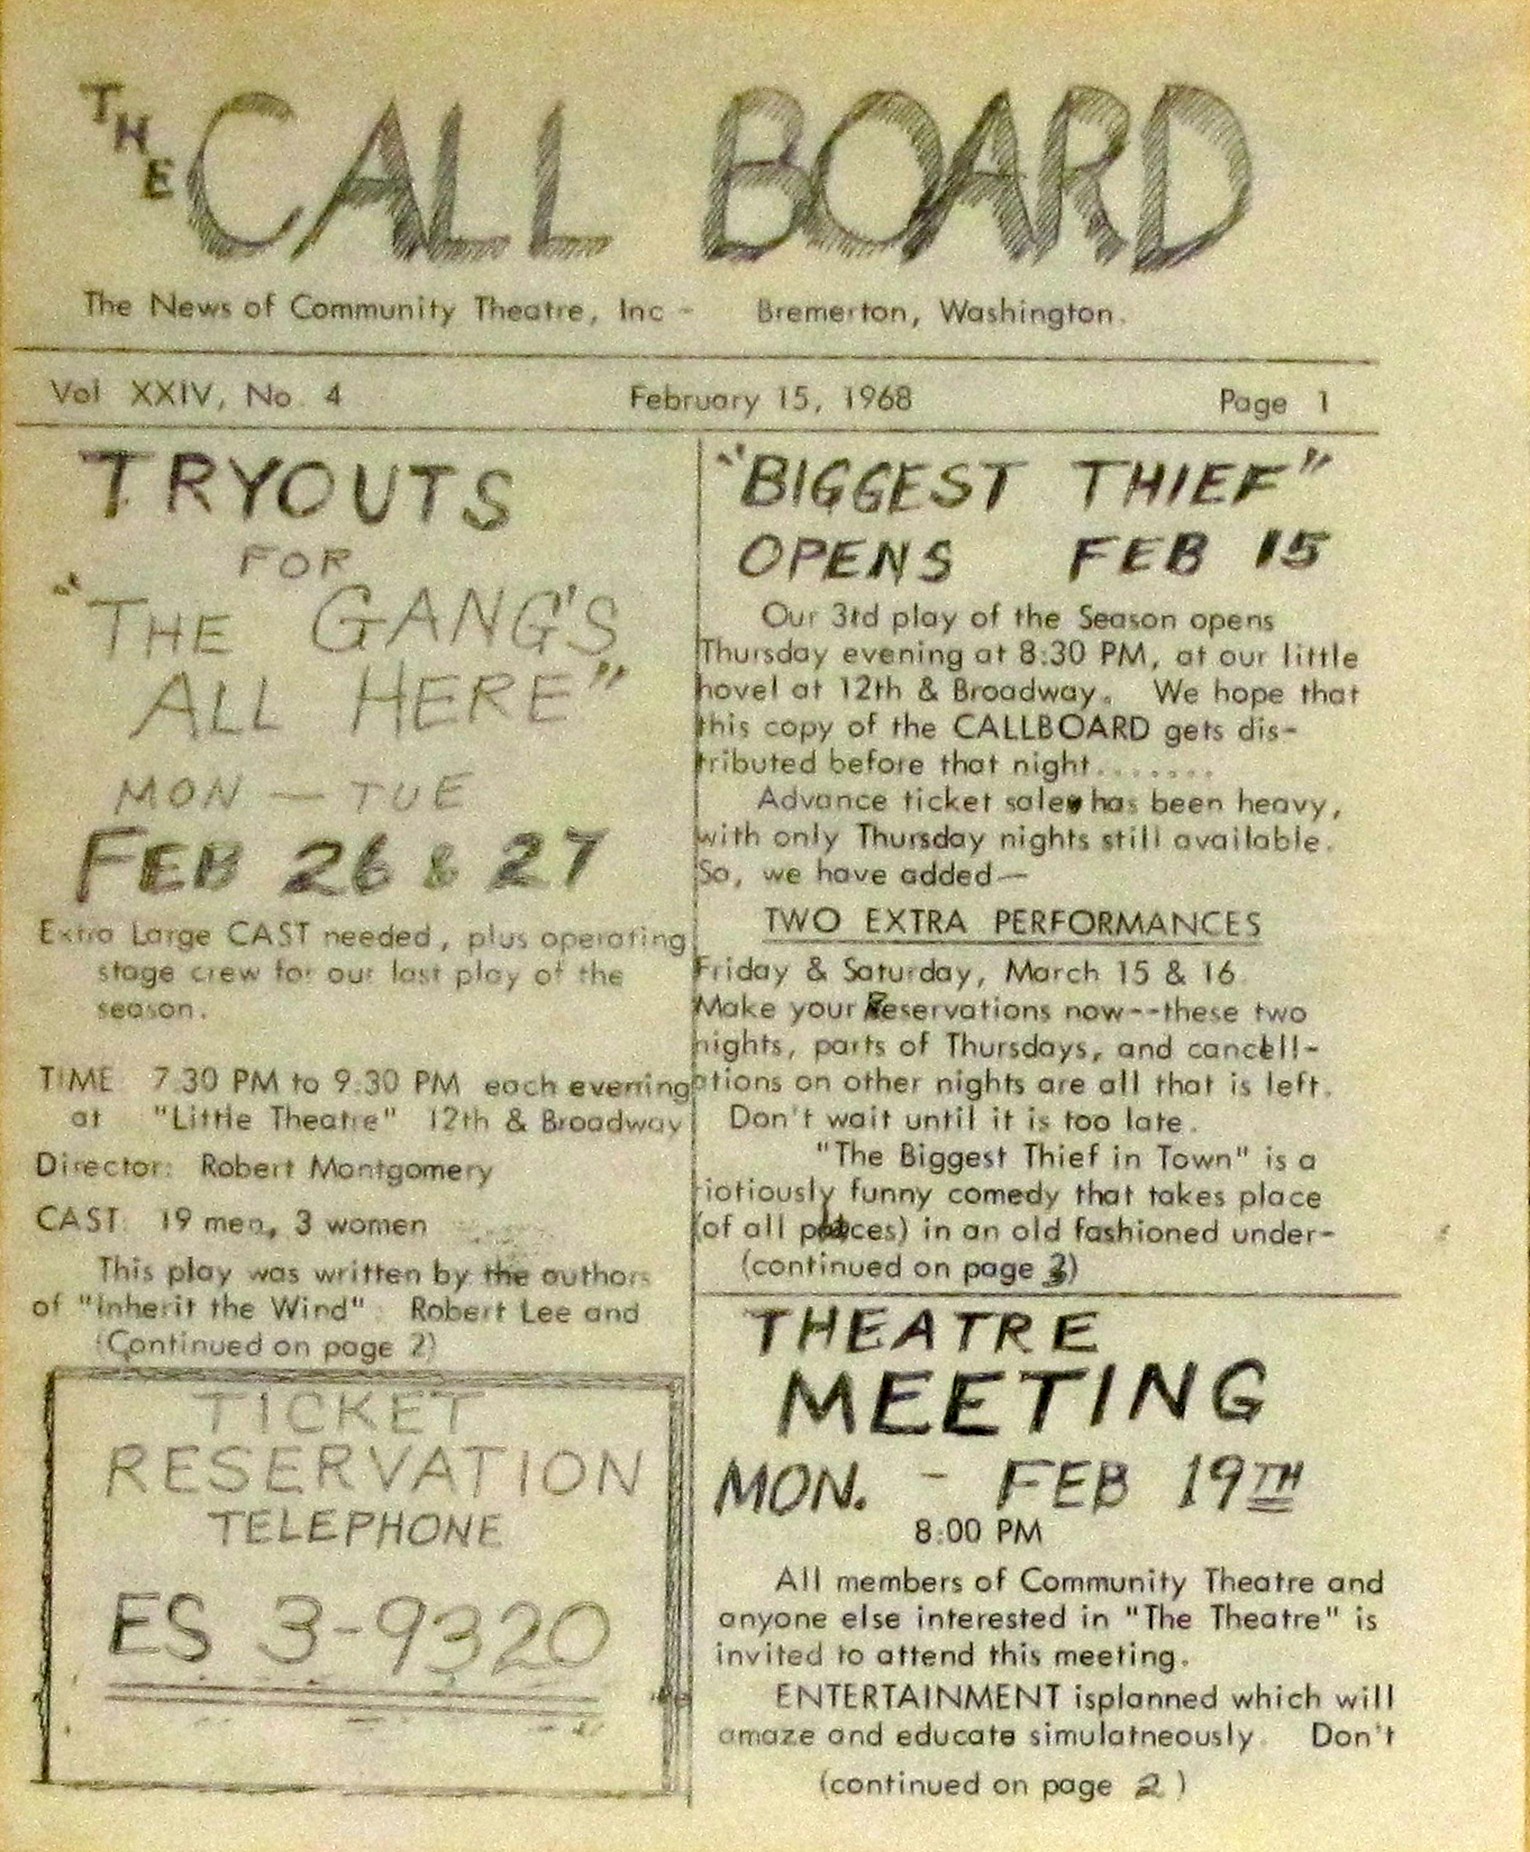 THE CALL BOARD
The News of Community Theatre, Inc - Bremerton, Washington.
Vol XXIV, No. 4 February 15, 1968 Page 1
TRYOUTS
FOR
"THE GANG'S
ALL HERE"
MON — TUE
FEB 26 & 27
Extra Large CAST needed, plus operating
stage crew for our last play of the
season.
TIME 7:30 PM to 9:30 PM each evening
at "Little Theatre" 12th & Broadway
Director: Robert Montgomery
CAST: 19 men, 3 women
This play was written by the authors
of "Inherit the Wind": Robert Lee and
(Continued on page 2)
TICKET
RESERVATION
TELEPHONE
ES 3-9320
"BIGGEST THIEF"
OPENS FEB 15
Our 3rd play of the Season opens
Thursday evening at 8:30 PM, at our little
hovel at 12th & Broadway. We hope that
this copy of the CALLBOARD gets dis-
tributed before that night.......
Advance ticket sales has been heavy,
with only Thursday nights still available.
So, we have added—
TWO EXTRA PERFORMANCES
Friday & Saturday, March 15 & 16.
Make your Reservations now--these two
nights, parts of Thursdays, and cancell-
ations on other nights are all that is left.
Don't wait until it is too late.
"The Biggest Thief in Town" is a
riotiously funny comedy that takes place
(of all places) in an old fashioned under-
(continued on page 3)
THEATRE
MEETING
MON. - FEB 19TH
8:00 PM
All members of Community Theatre and
anyone else interested in "The Theatre" is
invited to attend this meeting.
ENTERTAINMENT isplanned which will
amaze and educate simulatneously. Don't
(continued on page 2)